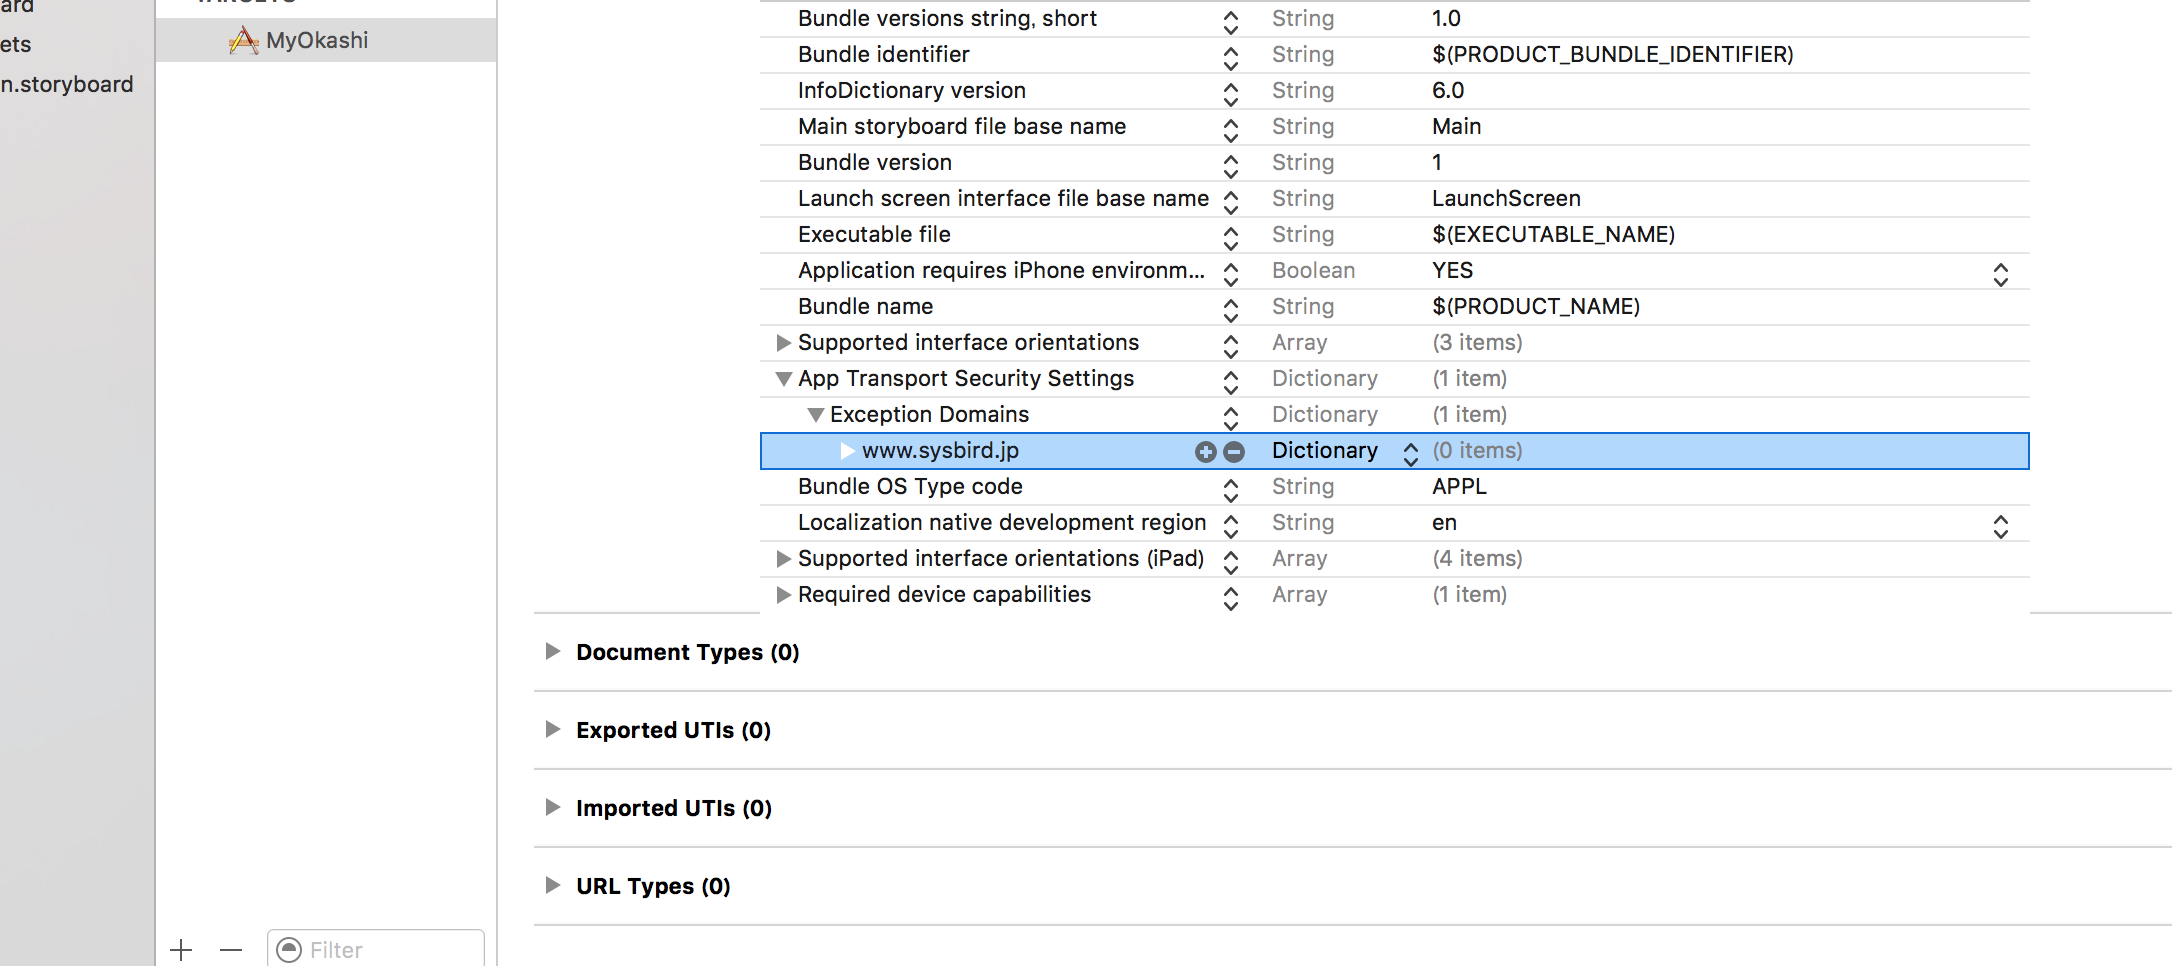 ard
ets
n.storyboard
TARGETS
MyOkashi
Bundle versions string, short String 1.0
Bundle identifier String $(PRODUCT_BUNDLE_IDENTIFIER)
InfoDictionary version String 6.0
Main storyboard file base name String Main
Bundle version String 1
Launch screen interface file base name String LaunchScreen
Executable file String $(EXECUTABLE_NAME)
Application requires iPhone environm... Boolean YES
Bundle name String $(PRODUCT_NAME)
Supported interface orientations Array (3 items)
App Transport Security Settings Dictionary (1 item)
Exception Domains Dictionary (1 item)
www.sysbird.jp Dictionary (0 items)
Bundle OS Type code String APPL
Localization native development region String en
Supported interface orientations (iPad) Array (4 items)
Required device capabilities Array (1 item)
Document Types (0)
Exported UTIs (0)
Imported UTIs (0)
URL Types (0)
Filter